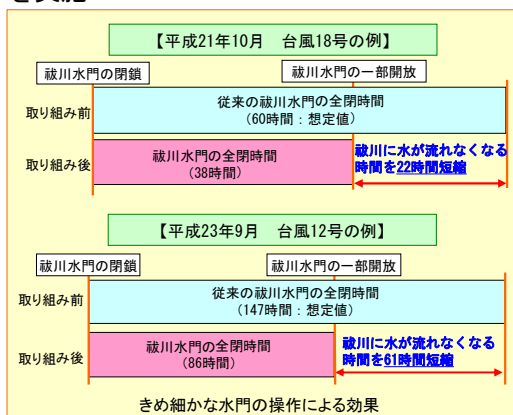 【平成21年10月　台風18号の例】
祓川水門の閉鎖
祓川水門の一部開放
取り組み前
従来の祓川水門の全閉時間
(60時間：想定値)
取り組み後
祓川水門の全閉時間
(38時間)
祓川に水が流れなくなる
時間を22時間短縮
【平成23年9月　台風12号の例】
祓川水門の閉鎖
祓川水門の一部開放
取り組み前
従来の祓川水門の全閉時間
(147時間：想定値)
取り組み後
祓川水門の全閉時間
(86時間)
祓川に水が流れなくなる
時間を61時間短縮
きめ細かな水門の操作による効果